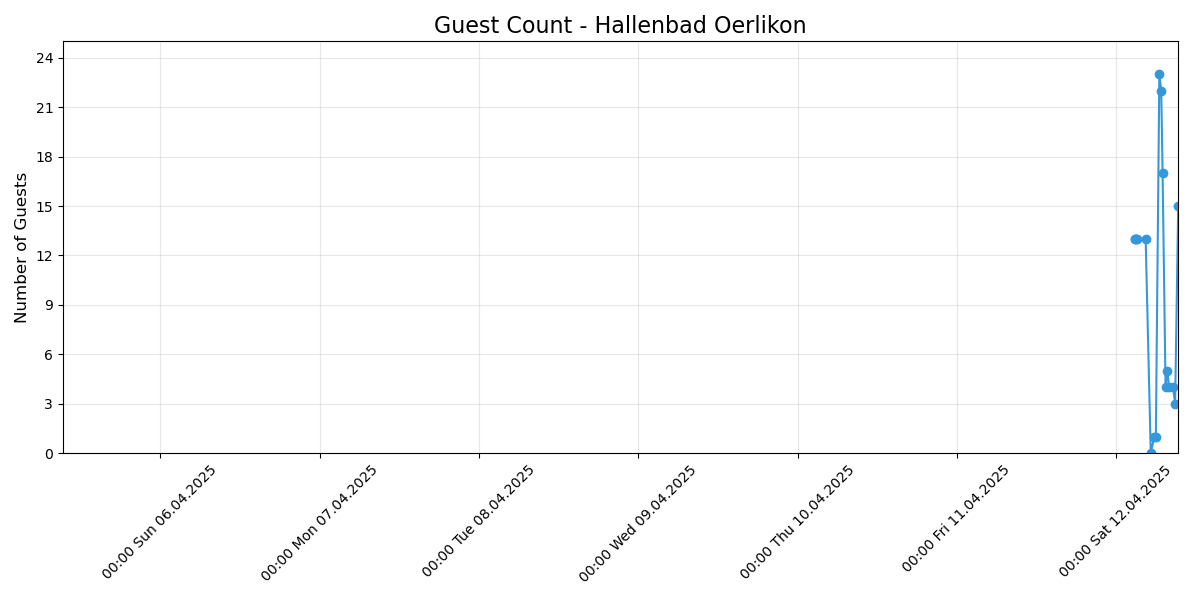 Guest Count - Hallenbad Oerlikon
Number of Guests
24
21
18
15
12
9
6
3
0
00:00 Sun 06.04.2025
00:00 Mon 07.04.2025
00:00 Tue 08.04.2025
00:00 Wed 09.04.2025
00:00 Thu 10.04.2025
00:00 Fri 11.04.2025
00:00 Sat 12.04.2025